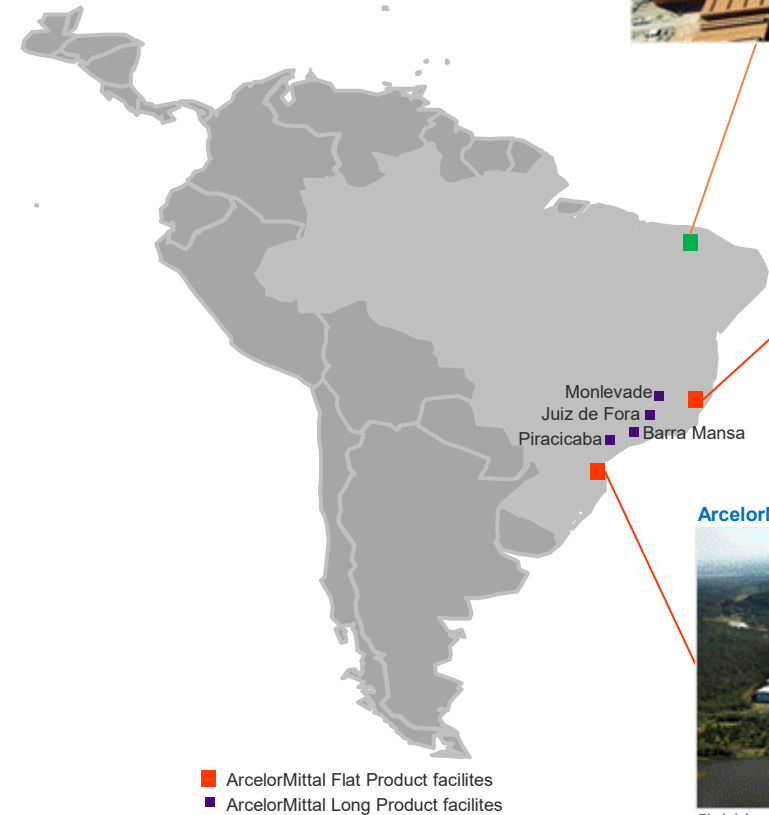 Monlevade
Juiz de Fora
Barra Mansa
Piracicaba
ArcelorMittal Flat Product facilites
ArcelorMittal Long Product facilites